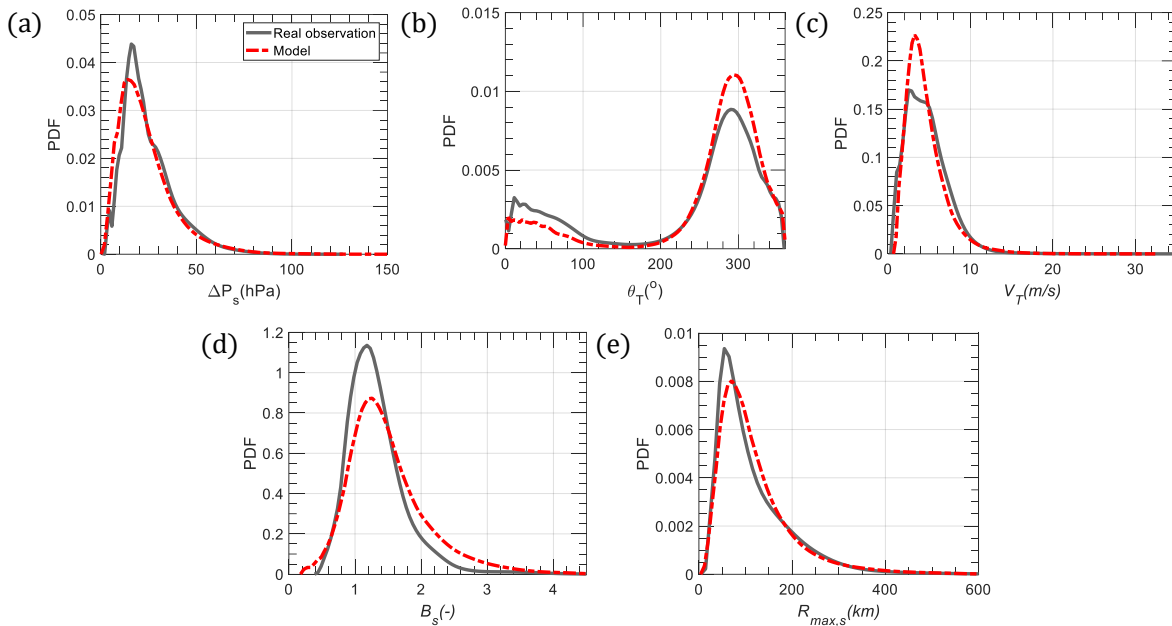 (a)
0.05
0.04
0.03
0.02
0.01
0
PDF
0
50
100
150
ΔP_s(hPa)
Real observation
Model
(b)
0.015
0.01
0.005
0
PDF
0
100
200
300
θ_T(°)
(c)
0.25
0.20
0.15
0.10
0.05
0
PDF
0
10
20
30
V_T(m/s)
(d)
1.2
1
0.8
0.6
0.4
0.2
0
PDF
0
1
2
3
4
B_s(-)
(e)
0.01
0.008
0.006
0.004
0.002
0
PDF
0
200
400
600
R_max,s(km)